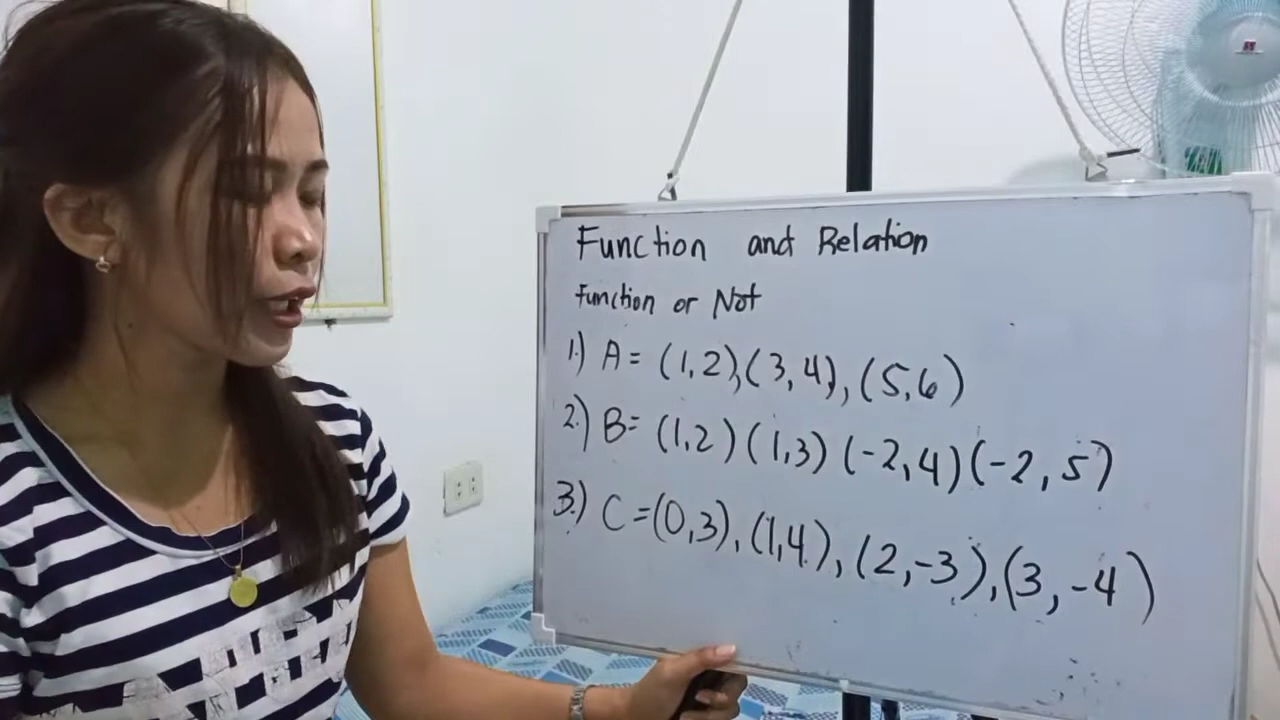 Function and Relation
Function or Not
1.) A = (1,2),(3,4), (5,6)
2.) B= (1,2) (1,3) (-2,4) (-2,5)
3.) C=(0,3), (1,4), (2,-3), (3,-4)